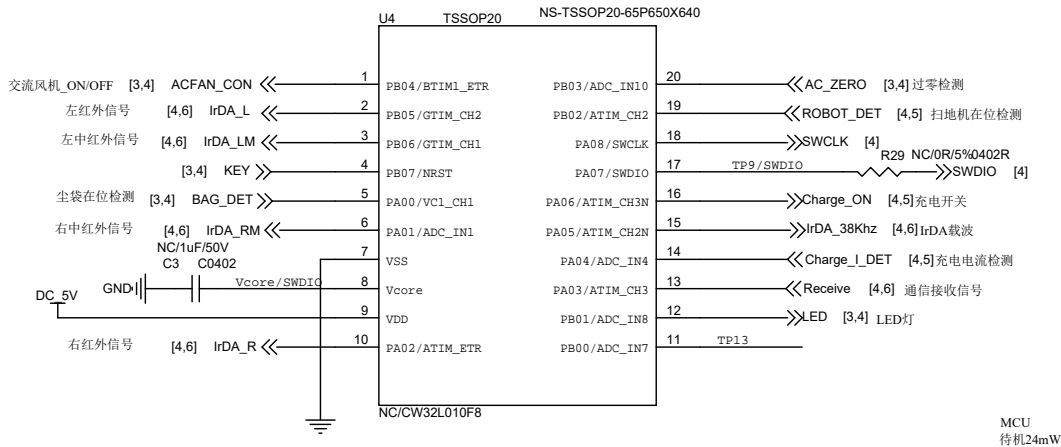 U4 TSSOP20 NS-TSSOP20-65P650X640
交流风机_ON/OFF [3,4] ACFAN_CON 1 PB04/BTIM1_ETR
左红外信号 [4,6] IrDA_L 2 PB05/GTIM_CH2
左中红外信号 [4,6] IrDA_LM 3 PB06/GTIM_CH1
[3,4] KEY 4 PB07/NRST
尘袋在位检测 [3,4] BAG_DET 5 PA00/VC1_CH1
右中红外信号 [4,6] IrDA_RM 6 PA01/ADC_IN1
NC/1uF/50V
C3 C0402
7 VSS
GND Vcore/SWDIO 8 Vcore
DC_5V 9 VDD
右红外信号 [4,6] IrDA_R 10 PA02/ATIM_ETR
PB03/ADC_IN10 20 AC_ZERO [3,4] 过零检测
PB02/ATIM_CH2 19 ROBOT_DET [4,5] 扫地机在位检测
PA08/SWCLK 18 SWCLK [4]
R29 NC/0R/5%0402R
PA07/SWDIO 17 TP9/SWDIO SWDIO [4]
PA06/ATIM_CH3N 16 Charge_ON [4,5]充电开关
PA05/ATIM_CH2N 15 IrDA_38Khz [4,6]IrDA载波
PA04/ADC_IN4 14 Charge_I_DET [4,5]充电电流检测
PA03/ATIM_CH3 13 Receive [4,6] 通信接收信号
PB01/ADC_IN8 12 LED [3,4] LED灯
PB00/ADC_IN7 11 TP13
NC/CW32L010F8
MCU
待机24mW